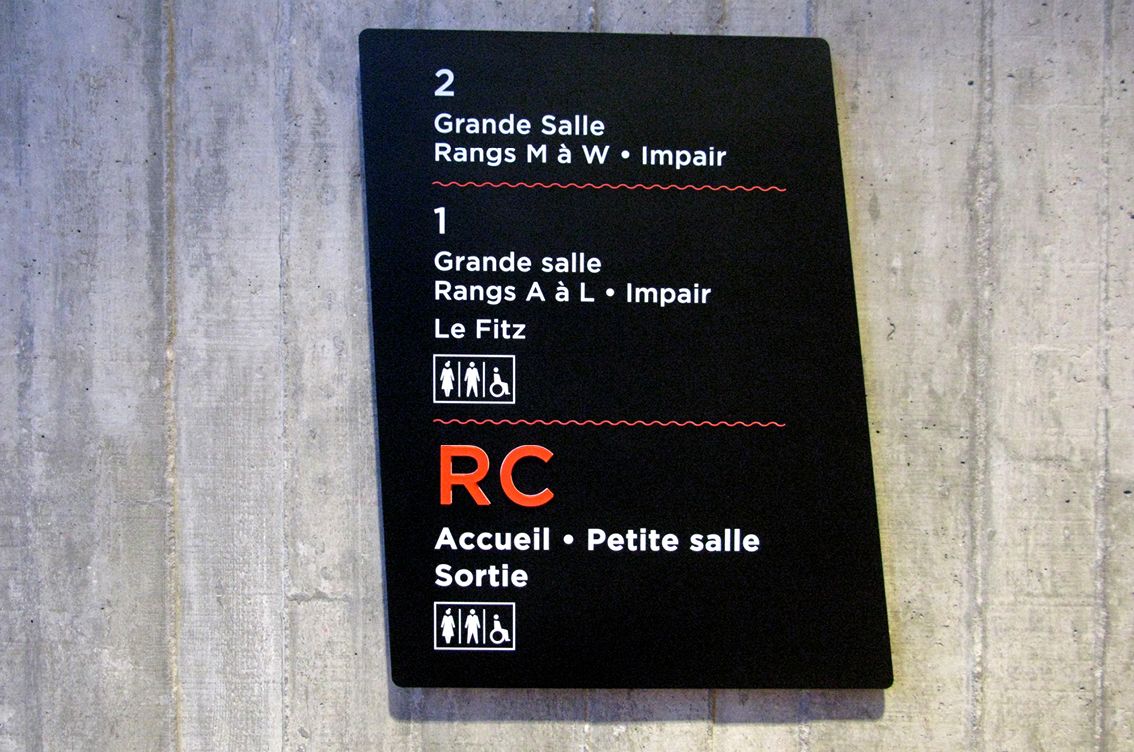 2
Grande Salle
Rangs M à W • Impair
1
Grande salle
Rangs A à L • Impair
Le Fitz
RC
Accueil • Petite salle
Sortie